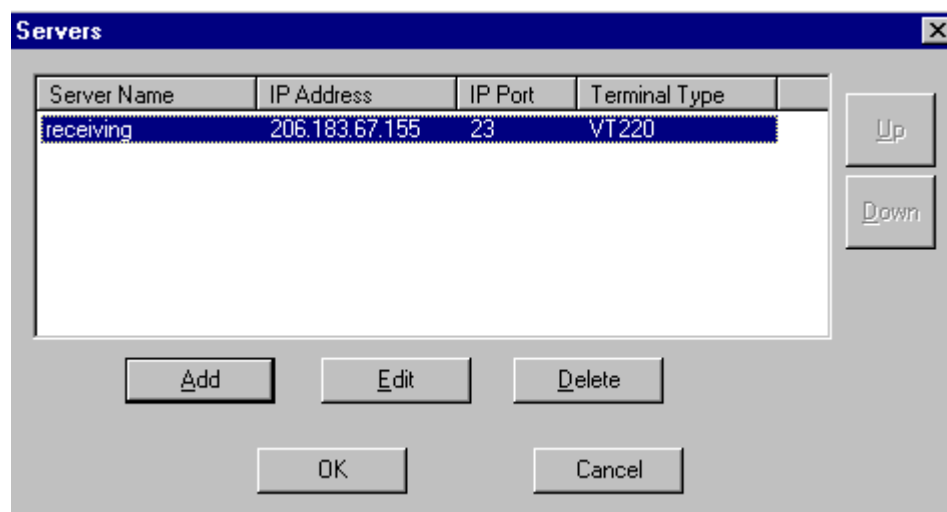 Servers
Server Name IP Address IP Port Terminal Type
receiving 206.183.67.155 23 VT220
Up
Down
Add Edit Delete
OK Cancel